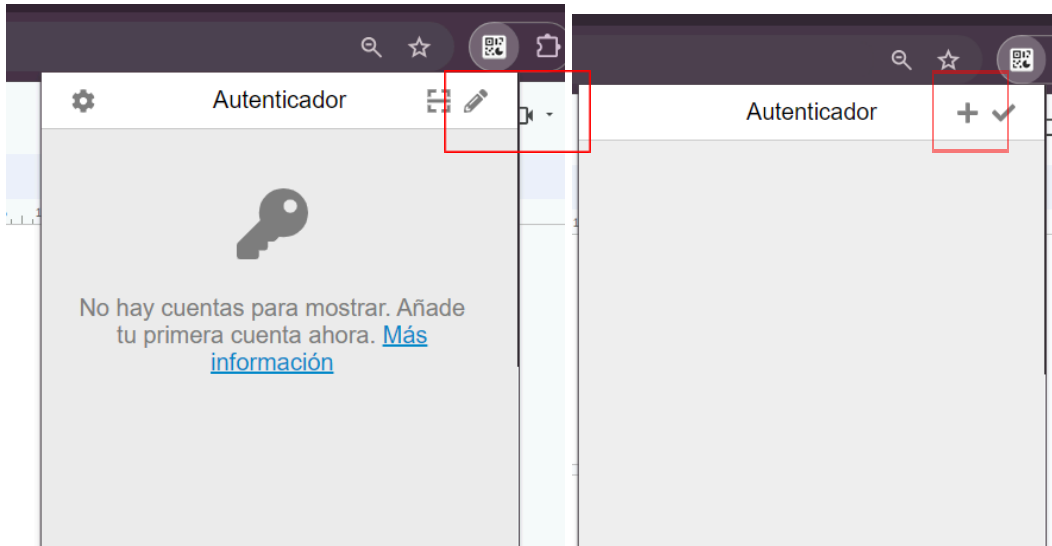 Autenticador
No hay cuentas para mostrar. Añade
tu primera cuenta ahora. Más
información
Autenticador